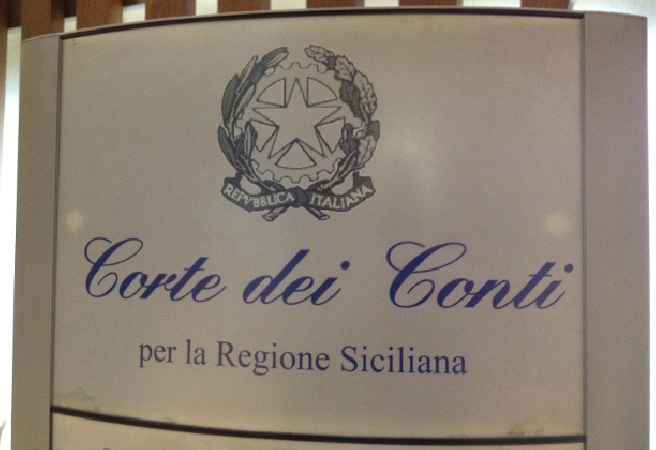 REPVBBLICA ITALIANA
Corte dei Conti
per la Regione Siciliana